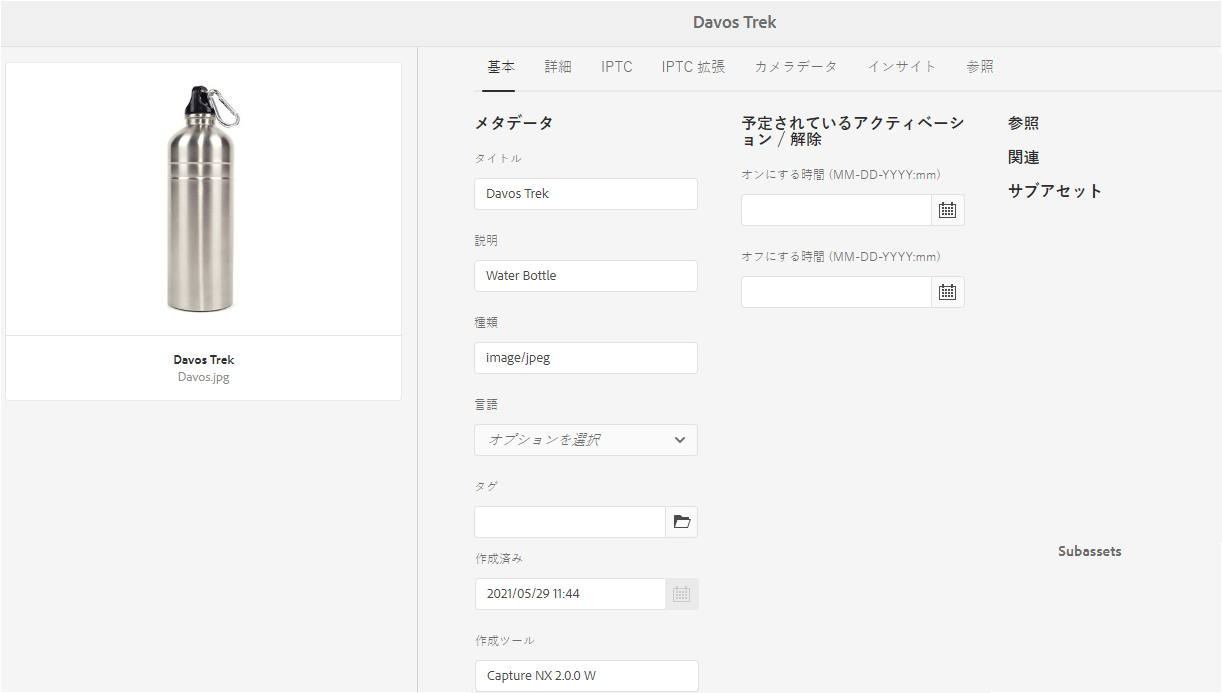 Davos Trek
Davos Trek
Davos.jpg
基本
詳細
IPTC
IPTC 拡張
カメラデータ
インサイト
参照
メタデータ
タイトル
Davos Trek
説明
Water Bottle
種類
image/jpeg
言語
オプションを選択
タグ
作成済み
2021/05/29 11:44
作成ツール
Capture NX 2.0.0 W
予定されているアクティベーシ
ョン / 解除
オンにする時間 (MM-DD-YYYY:mm)
オフにする時間 (MM-DD-YYYY:mm)
参照
関連
サブアセット
Subassets